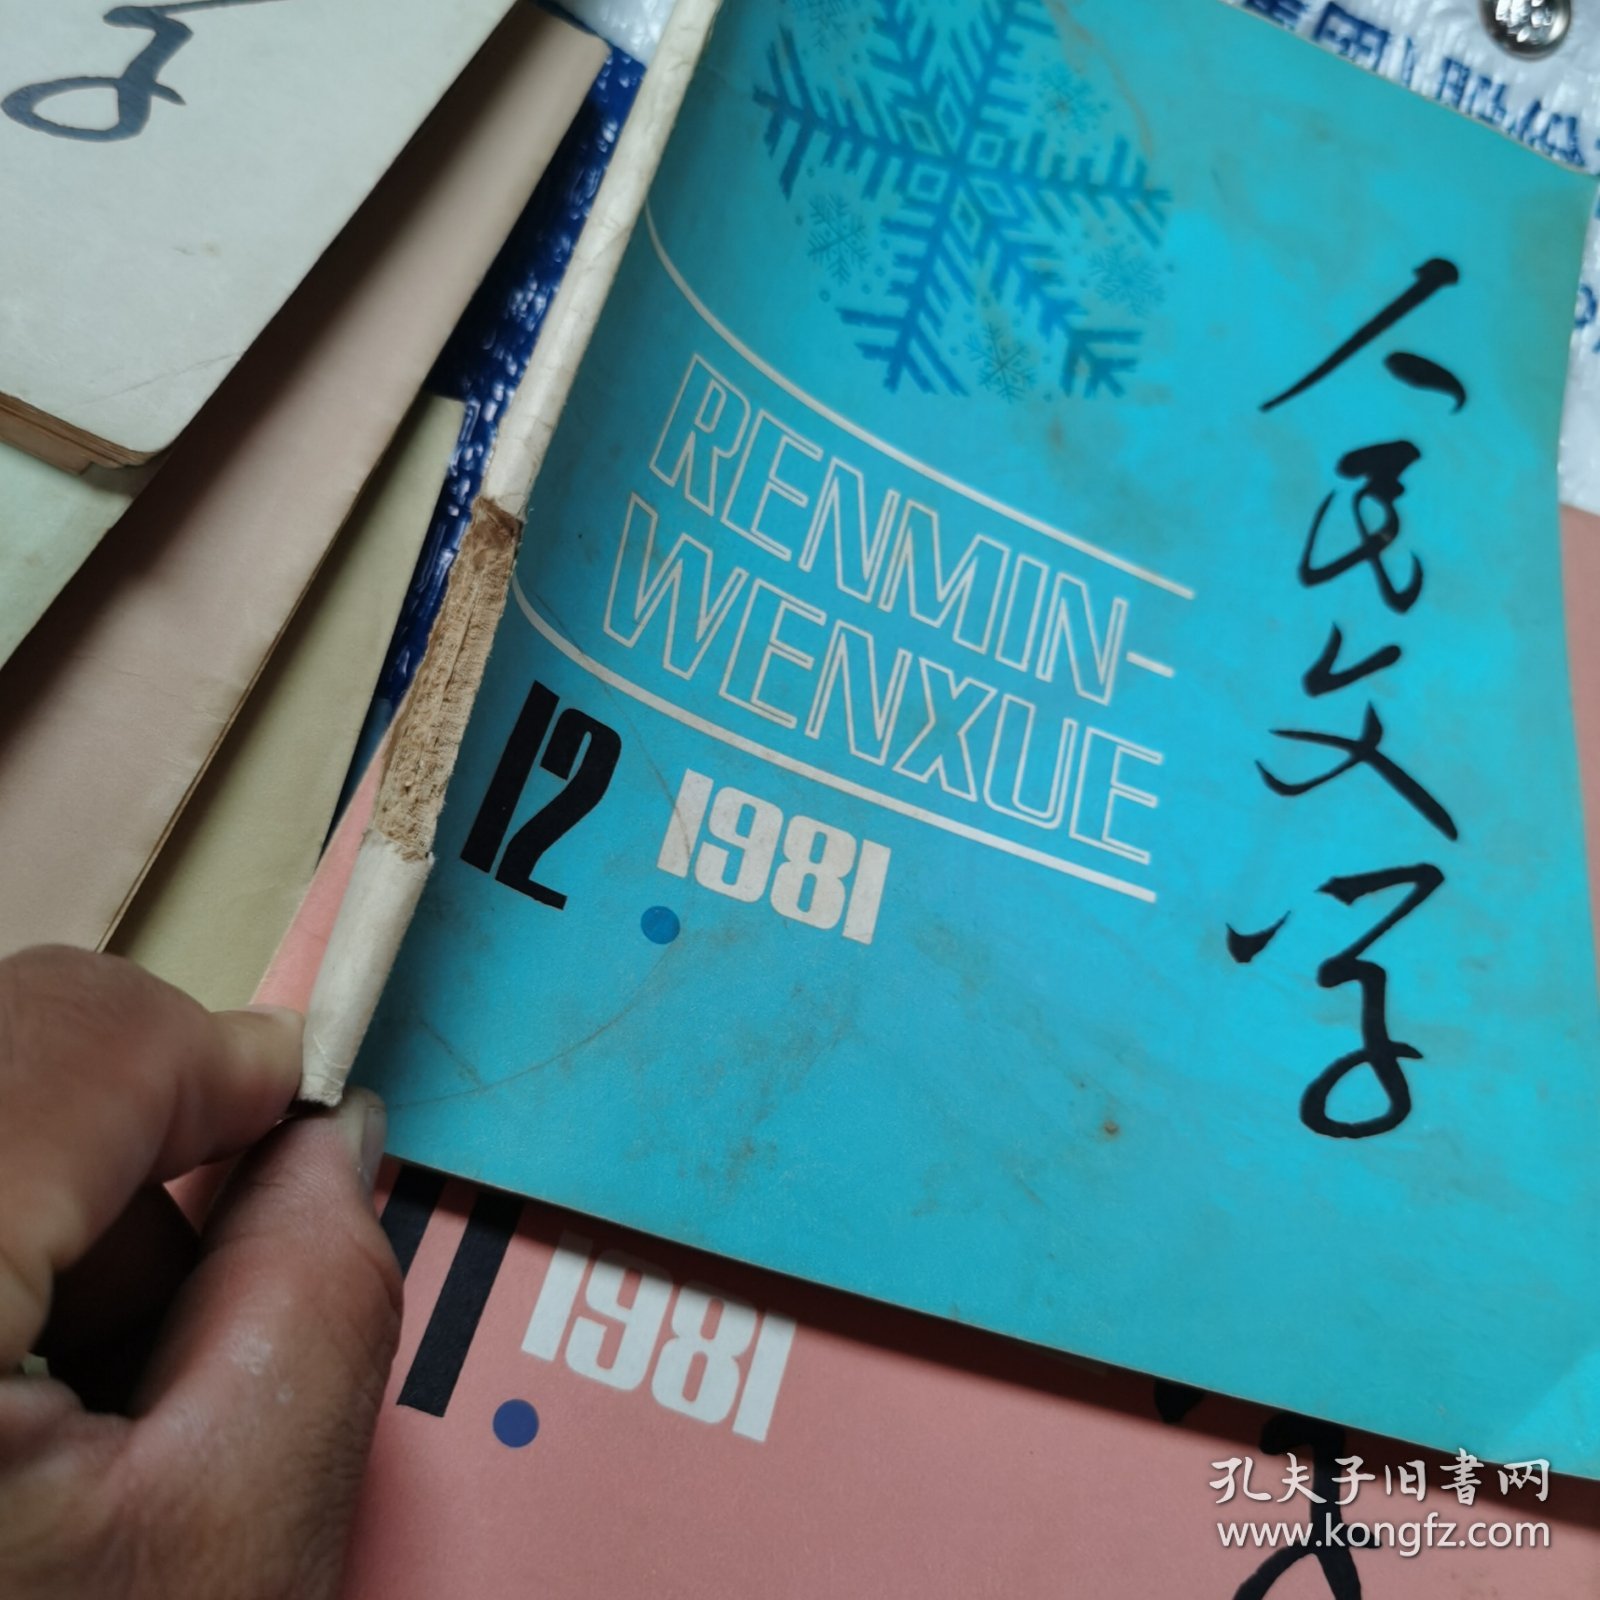 人民文学
RENMIN-
WENXUE
12 . 1981
11 . 1981
孔夫子旧书网
www.kongfz.com